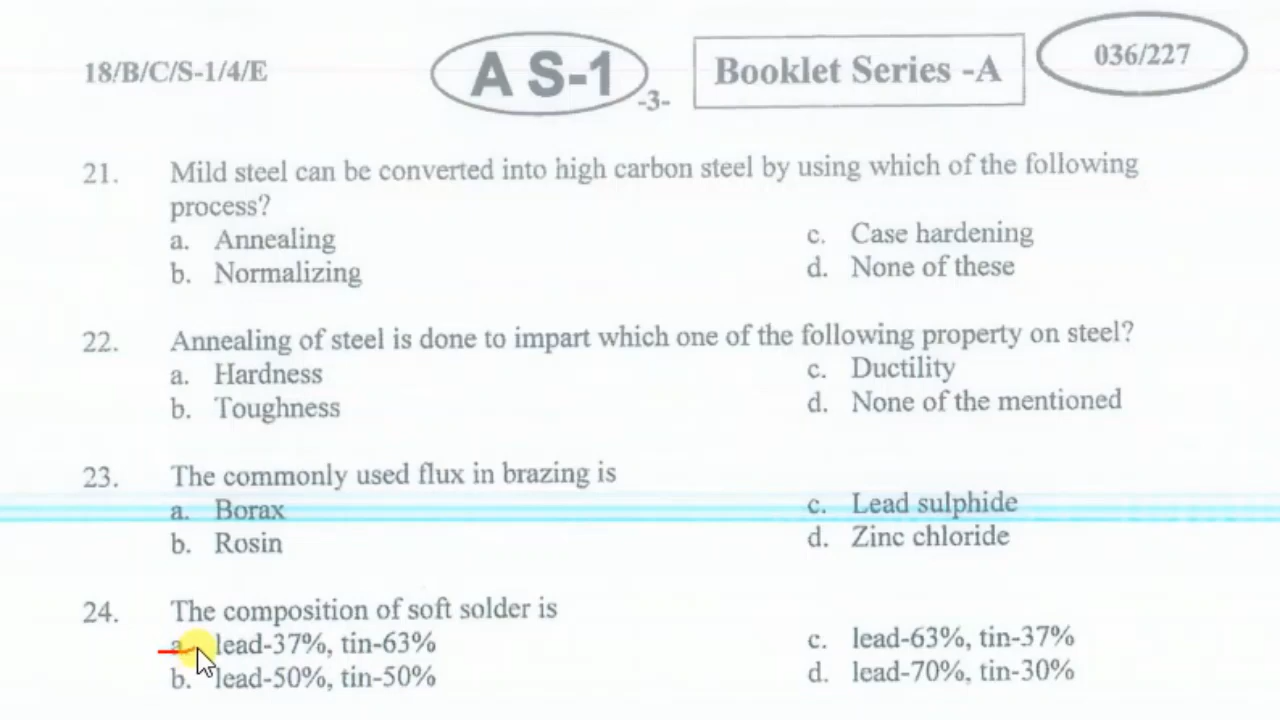 18/B/C/S-1/4/E
A S-1
-3-
Booklet Series -A
036/227
21. Mild steel can be converted into high carbon steel by using which of the following
process?
a. Annealing
b. Normalizing
c. Case hardening
d. None of these
22. Annealing of steel is done to impart which one of the following property on steel?
a. Hardness
b. Toughness
c. Ductility
d. None of the mentioned
23. The commonly used flux in brazing is
a. Borax
b. Rosin
c. Lead sulphide
d. Zinc chloride
24. The composition of soft solder is
a. lead-37%, tin-63%
b. lead-50%, tin-50%
c. lead-63%, tin-37%
d. lead-70%, tin-30%